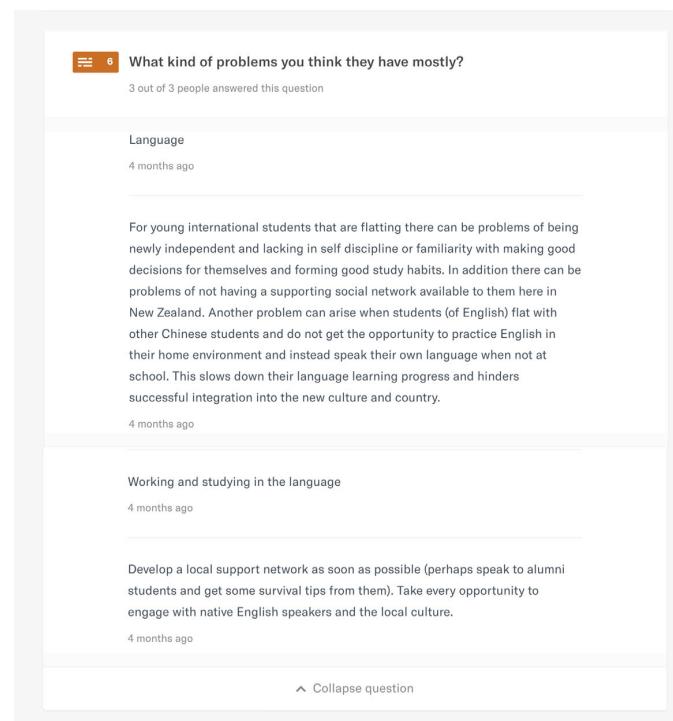 6 What kind of problems you think they have mostly?
3 out of 3 people answered this question
Language
4 months ago
For young international students that are flatting there can be problems of being
newly independent and lacking in self discipline or familiarity with making good
decisions for themselves and forming good study habits. In addition there can be
problems of not having a supporting social network available to them here in
New Zealand. Another problem can arise when students (of English) flat with
other Chinese students and do not get the opportunity to practice English in
their home environment and instead speak their own language when not at
school. This slows down their language learning progress and hinders
successful integration into the new culture and country.
4 months ago
Working and studying in the language
4 months ago
Develop a local support network as soon as possible (perhaps speak to alumni
students and get some survival tips from them). Take every opportunity to
engage with native English speakers and the local culture.
4 months ago
Collapse question